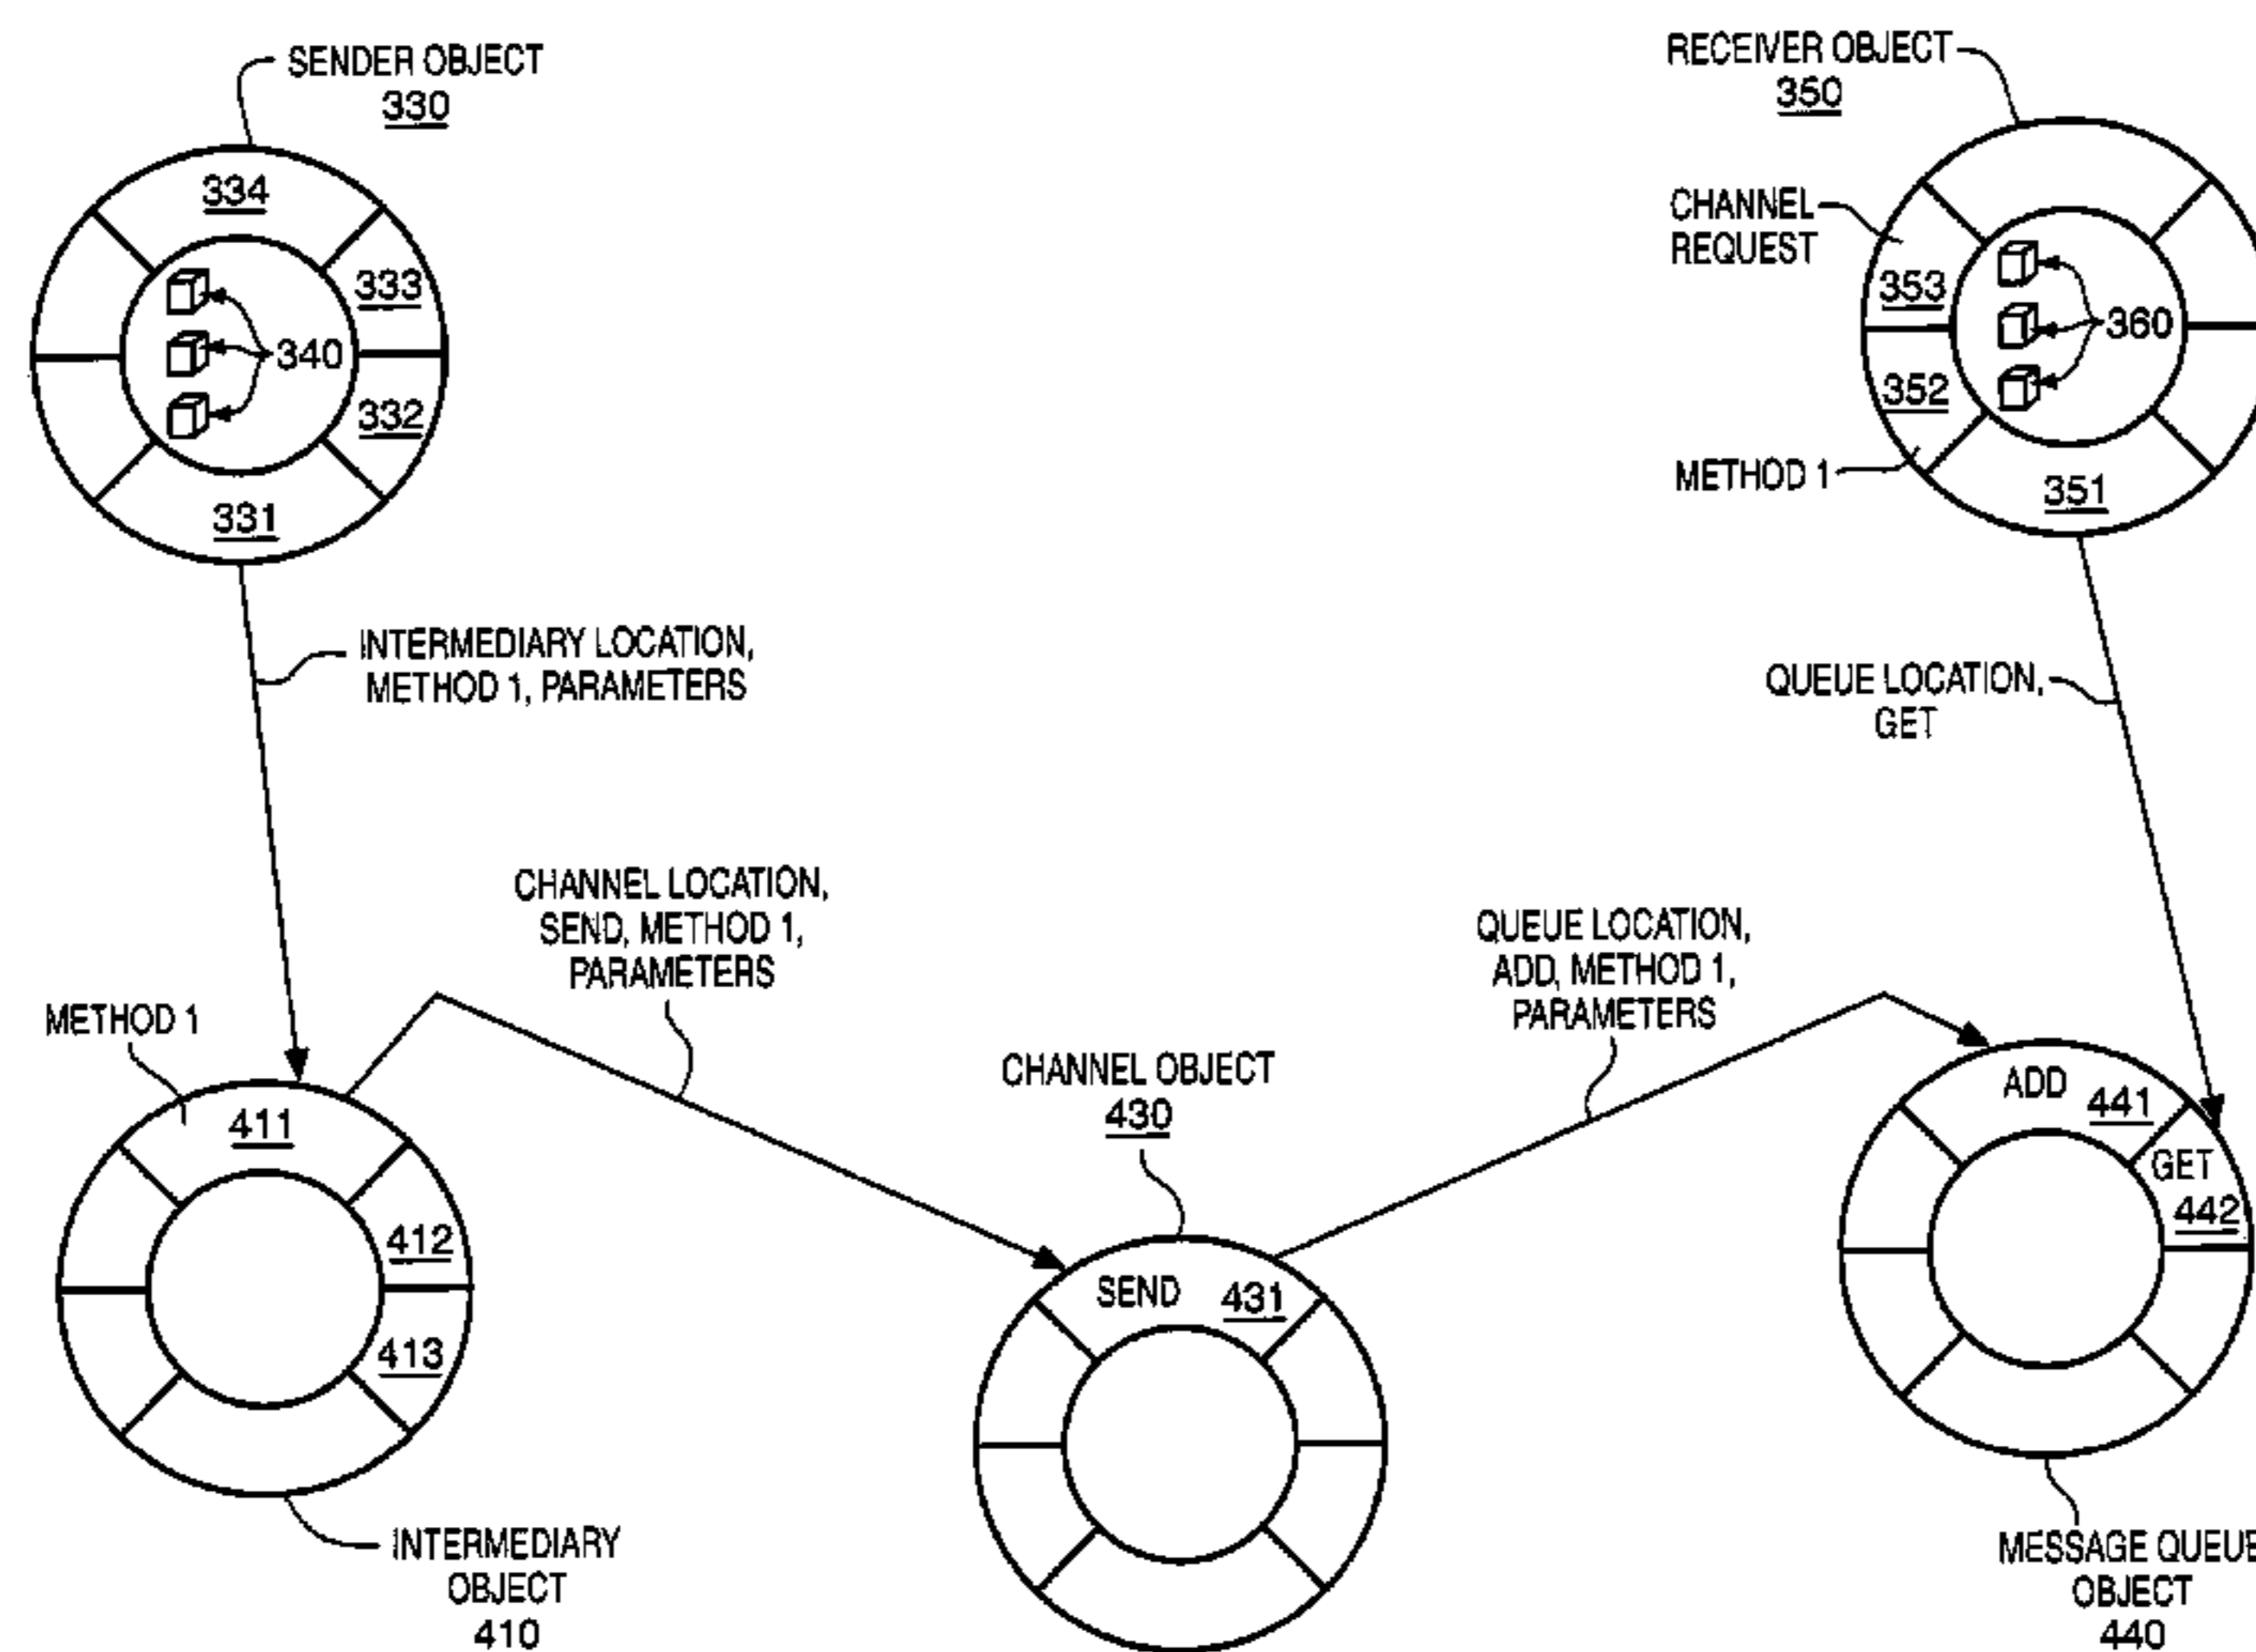 SENDER OBJECT
330
334
333
340
332
331
RECEIVER OBJECT
350
CHANNEL
REQUEST
353
360
352
METHOD 1
351
INTERMEDIARY LOCATION,
METHOD 1, PARAMETERS
QUEUE LOCATION,
GET
CHANNEL LOCATION,
SEND, METHOD 1,
PARAMETERS
QUEUE LOCATION,
ADD, METHOD 1,
PARAMETERS
METHOD 1
411
412
413
INTERMEDIARY
OBJECT
410
CHANNEL OBJECT
430
SEND 431
ADD 441
GET
442
MESSAGE QUEUE
OBJECT
440